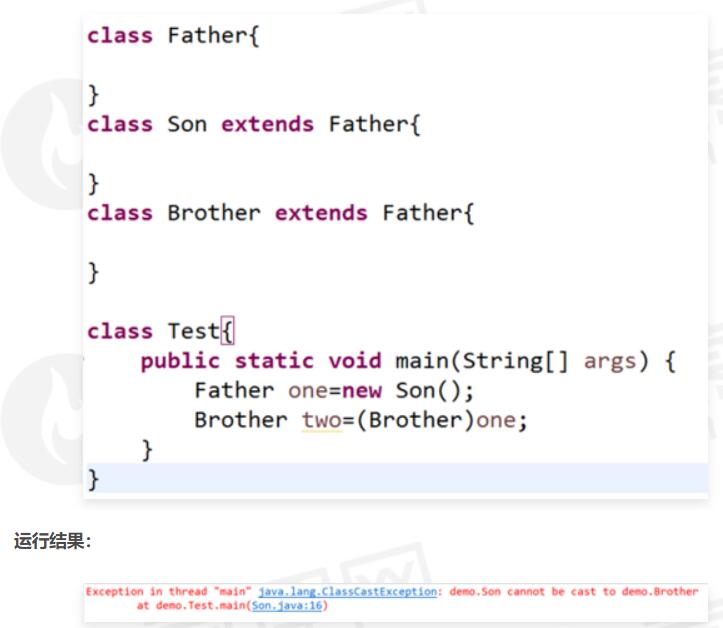 class Father{
}
class Son extends Father{
}
class Brother extends Father{
}
class Test{
public static void main(String[] args) {
Father one=new Son();
Brother two=(Brother)one;
}
}
运行结果：
Exception in thread "main" java.lang.ClassCastException: demo.Son cannot be cast to demo.Brother
at demo.Test.main(Son.java:16)